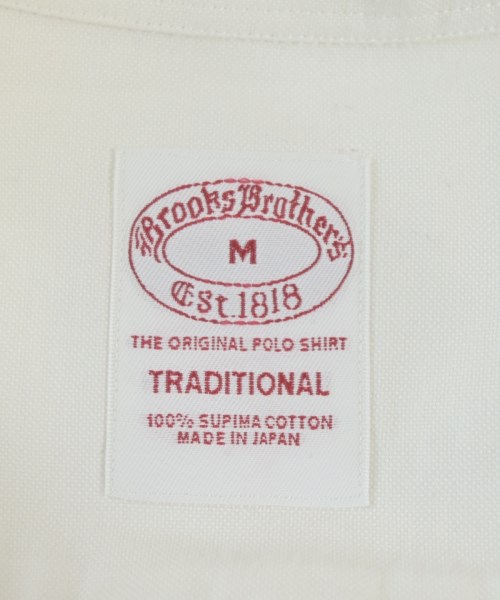 Brooks Brothers
M
Est. 1818
THE ORIGINAL POLO SHIRT
TRADITIONAL
100% SUPIMA COTTON
MADE IN JAPAN